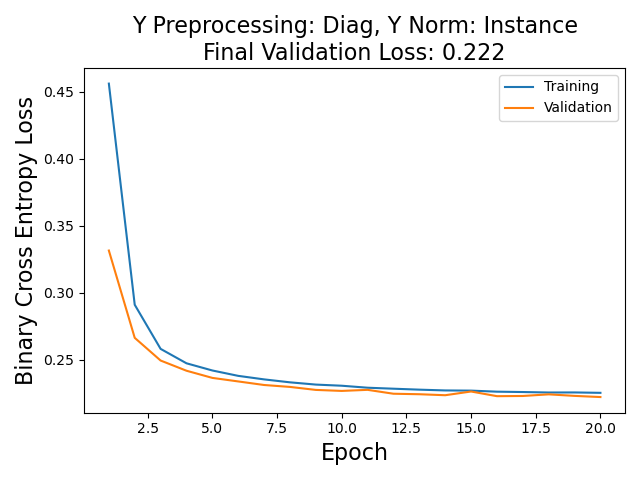 Y Preprocessing: Diag, Y Norm: Instance
Final Validation Loss: 0.222
Training
Validation
Binary Cross Entropy Loss
0.45
0.40
0.35
0.30
0.25
2.5 5.0 7.5 10.0 12.5 15.0 17.5 20.0
Epoch